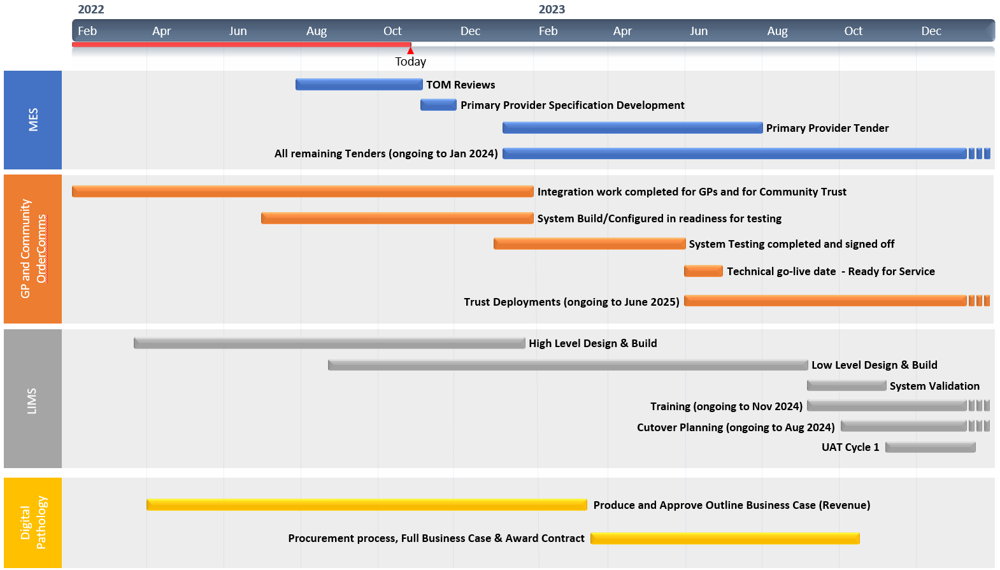 2022 2023
Feb Apr Jun Aug Oct Dec Feb Apr Jun Aug Oct Dec
Today
MES
TOM Reviews
Primary Provider Specification Development
Primary Provider Tender
All remaining Tenders (ongoing to Jan 2024)
GP and Community
OrderComms
Integration work completed for GPs and for Community Trust
System Build/Configured in readiness for testing
System Testing completed and signed off
Technical go-live date  - Ready for Service
Trust Deployments (ongoing to June 2025)
LIMS
High Level Design & Build
Low Level Design & Build
System Validation
Training (ongoing to Nov 2024)
Cutover Planning (ongoing to Aug 2024)
UAT Cycle 1
Digital
Pathology
Produce and Approve Outline Business Case (Revenue)
Procurement process, Full Business Case & Award Contract